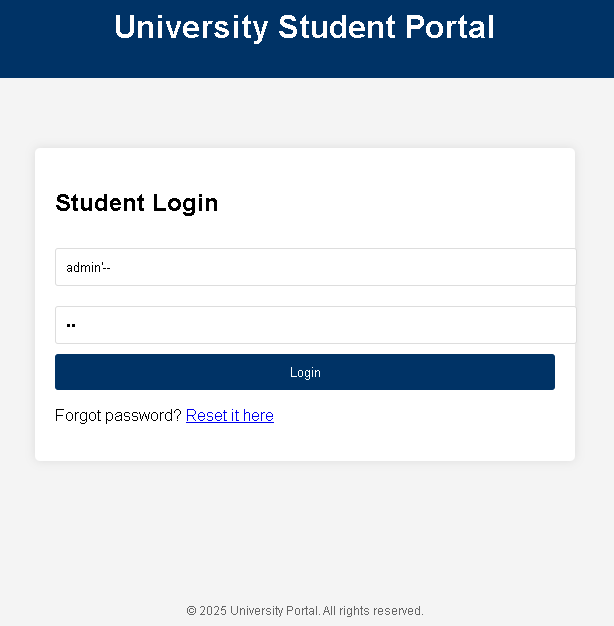 University Student Portal
Student Login
admin'--
••
Login
Forgot password? Reset it here
© 2025 University Portal. All rights reserved.